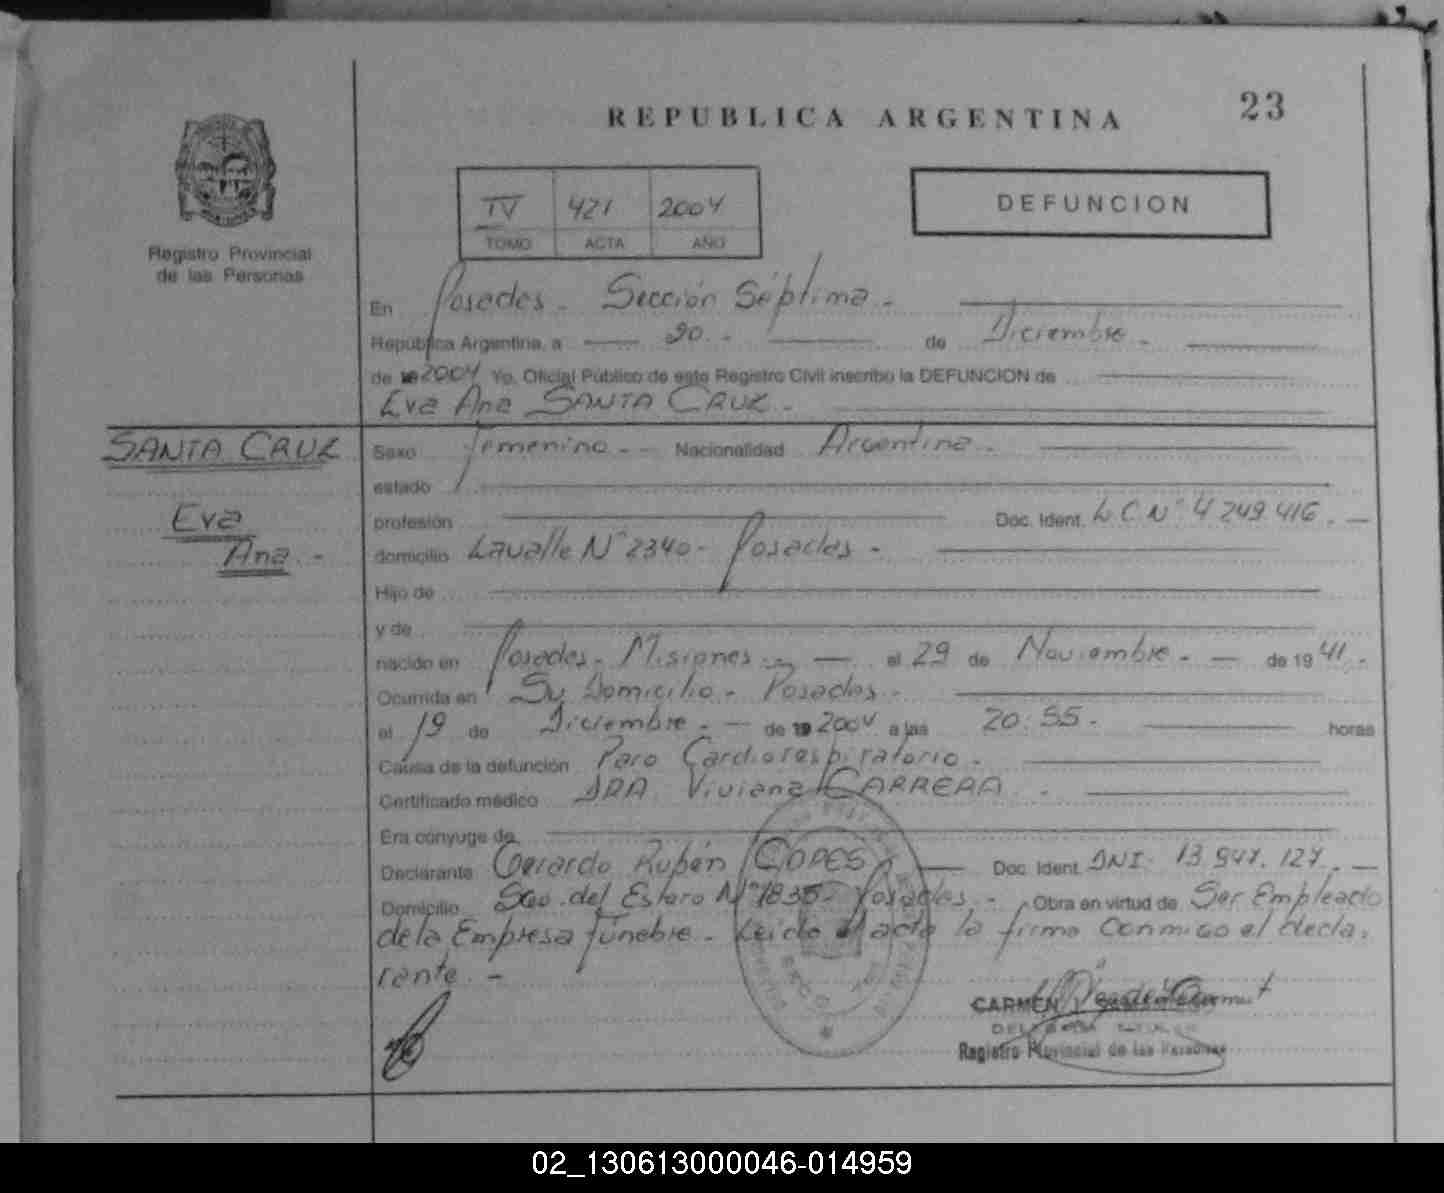 23
REPUBLICA ARGENTINA
IV 421 2004
TOMO ACTA AÑO
DEFUNCION
Registro Provincial
de las Personas
En Posadas - Sección Séptima -
República Argentina, a 20 - de Diciembre -
de 19 2004 Yo, Oficial Público de este Registro Civil inscribo la DEFUNCION de
Eva Ana SANTA CRUZ -
SANTA CRUZ
Eva
Ana. -
Sexo femenino - - Nacionalidad Argentina -
estado
profesión Doc. Ident. L C N° 4 249 416. -
domicilio Lavalle N° 2340 - Posadas -
Hijo de
y de
nacido en Posadas - Misiones - - el 29 de Noviembre - - de 19 41. -
Ocurrida en Su Domicilio - Posadas -
el 19 de Diciembre - - de 19 2004 a las 20:55 - horas
Causa de la defunción Paro Cardiorespiratorio -
Certificado médico DRA Viviana CARRERA -
Era cónyuge de
Declarante Gerardo Rubén COPES - Doc. Ident. DNI - 13.947.127. -
Domicilio Sgo. del Estero N° 1835 - Posadas - Obra en virtud de Ser Empleado
de la Empresa fúnebre - Leído el acta la firma conmigo el decla-
rante. -
CARMEN
Registro Provincial de las Personas
02_130613000046-014959